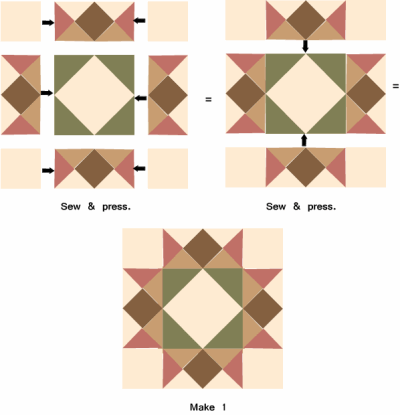 =
=
Sew & press.
Sew & press.
Make 1